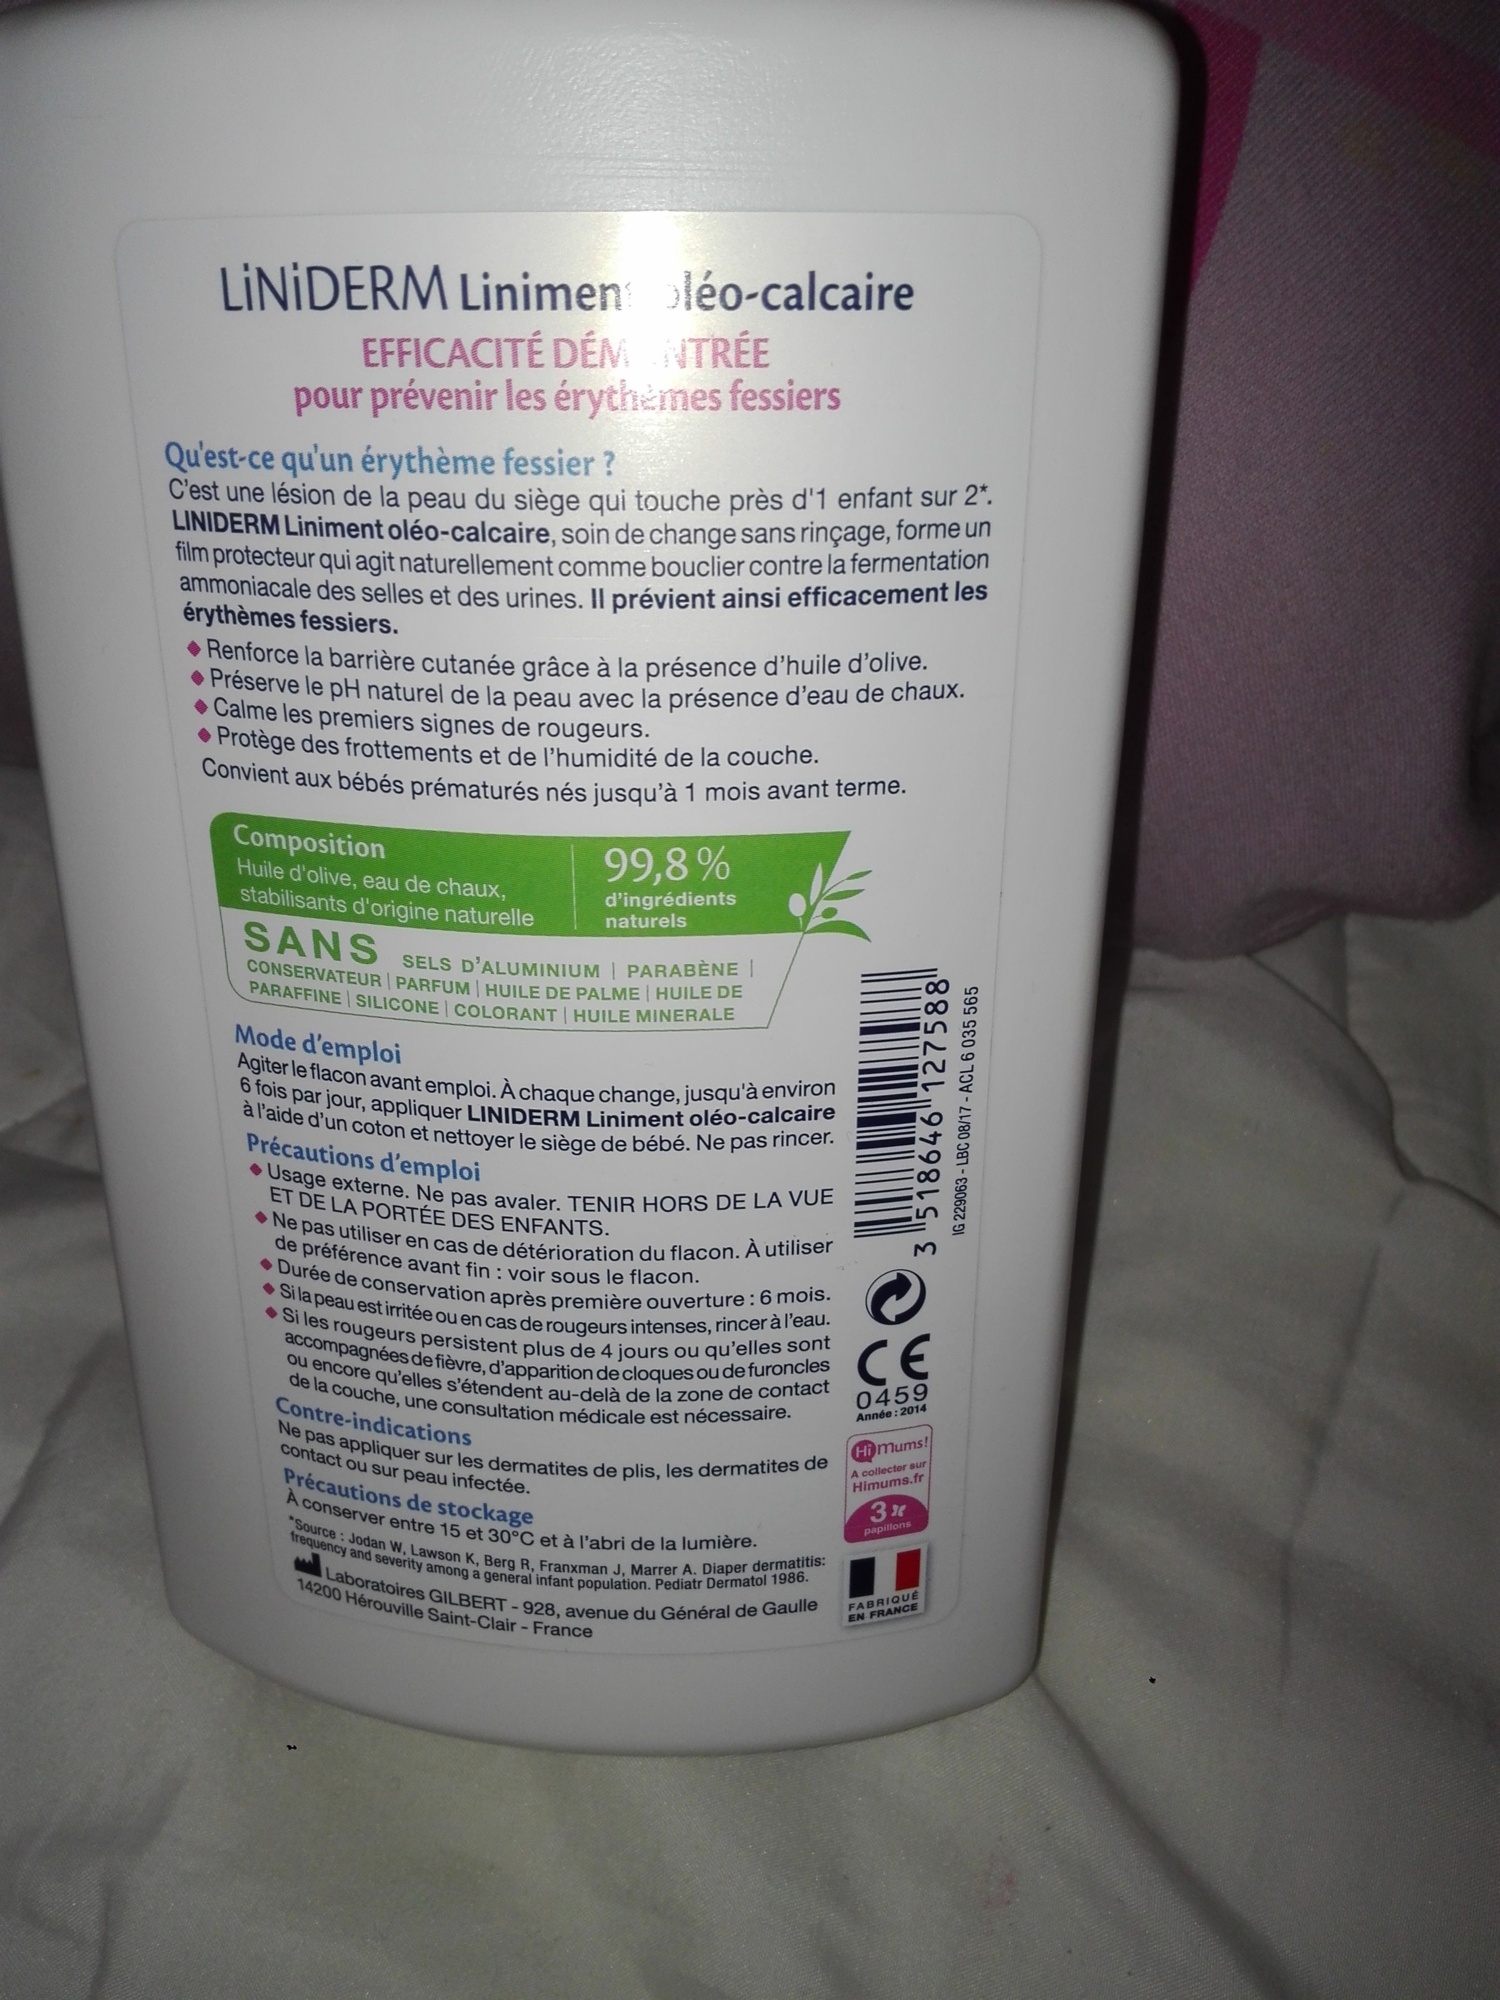 LiNiDERM Liniment oléo-calcaire
EFFICACITÉ DÉMONTRÉE
pour prévenir les érythèmes fessiers
Qu'est-ce qu'un érythème fessier ?
C'est une lésion de la peau du siège qui touche près d'1 enfant sur 2*.
LINIDERM Liniment oléo-calcaire, soin de change sans rinçage, forme un
film protecteur qui agit naturellement comme bouclier contre la fermentation
ammoniacale des selles et des urines. Il prévient ainsi efficacement les
érythèmes fessiers.
◆ Renforce la barrière cutanée grâce à la présence d'huile d'olive.
◆ Préserve le pH naturel de la peau avec la présence d'eau de chaux.
◆ Calme les premiers signes de rougeurs.
◆ Protège des frottements et de l'humidité de la couche.
Convient aux bébés prématurés nés jusqu'à 1 mois avant terme.
Composition
Huile d'olive, eau de chaux,
stabilisants d'origine naturelle
99,8 %
d'ingrédients
naturels
SANS SELS D'ALUMINIUM | PARABÈNE |
CONSERVATEUR | PARFUM | HUILE DE PALME | HUILE DE
PARAFFINE | SILICONE | COLORANT | HUILE MINERALE
Mode d'emploi
Agiter le flacon avant emploi. À chaque change, jusqu'à environ
6 fois par jour, appliquer LINIDERM Liniment oléo-calcaire
à l'aide d'un coton et nettoyer le siège de bébé. Ne pas rincer.
Précautions d'emploi
◆ Usage externe. Ne pas avaler. TENIR HORS DE LA VUE
ET DE LA PORTÉE DES ENFANTS.
◆ Ne pas utiliser en cas de détérioration du flacon. À utiliser
de préférence avant fin : voir sous le flacon.
◆ Durée de conservation après première ouverture : 6 mois.
◆ Si la peau est irritée ou en cas de rougeurs intenses, rincer à l'eau.
◆ Si les rougeurs persistent plus de 4 jours ou qu'elles sont
accompagnées de fièvre, d'apparition de cloques ou de furoncles
ou encore qu'elles s'étendent au-delà de la zone de contact
de la couche, une consultation médicale est nécessaire.
Contre-indications
Ne pas appliquer sur les dermatites de plis, les dermatites de
contact ou sur peau infectée.
Précautions de stockage
À conserver entre 15 et 30°C et à l'abri de la lumière.
*Source : Jodan W, Lawson K, Berg R, Franxman J, Marrer A. Diaper dermatitis:
frequency and severity among a general infant population. Pediatr Dermatol 1986.
Laboratoires GILBERT - 928, avenue du Général de Gaulle
14200 Hérouville Saint-Clair - France
3 518646 127588
IG 229063 - LBC 08/17 - ACL 6 035 565
CE
0459
Année : 2014
Hi mums!
A collecter sur
Himums.fr
3
papillons
FABRIQUÉ
EN FRANCE